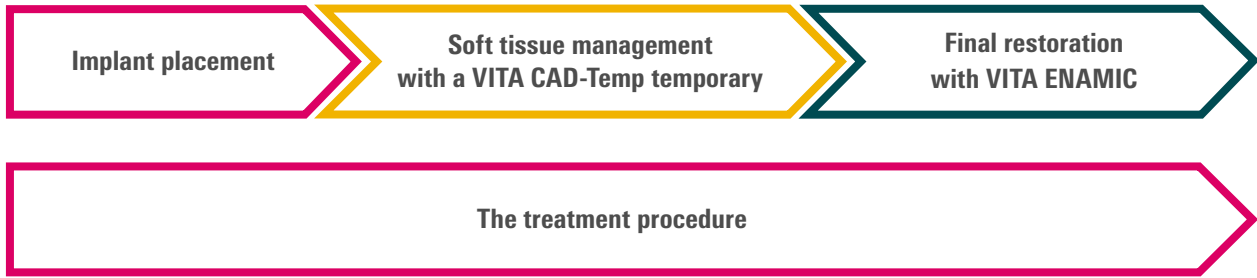 Implant placement
Soft tissue management
with a VITA CAD-Temp temporary
Final restoration
with VITA ENAMIC
The treatment procedure